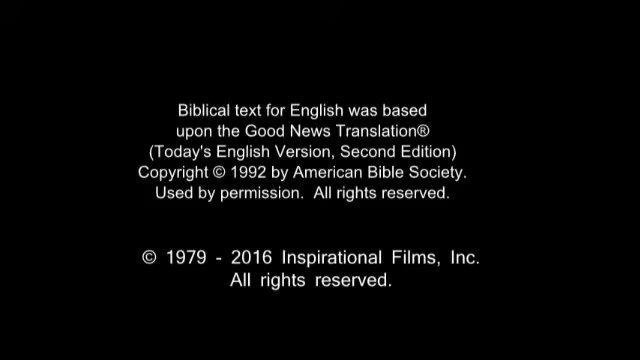 Biblical text for English was based
upon the Good News Translation®
(Today's English Version, Second Edition)
Copyright © 1992 by American Bible Society.
Used by permission.  All rights reserved.
© 1979 - 2016 Inspirational Films, Inc.
All rights reserved.